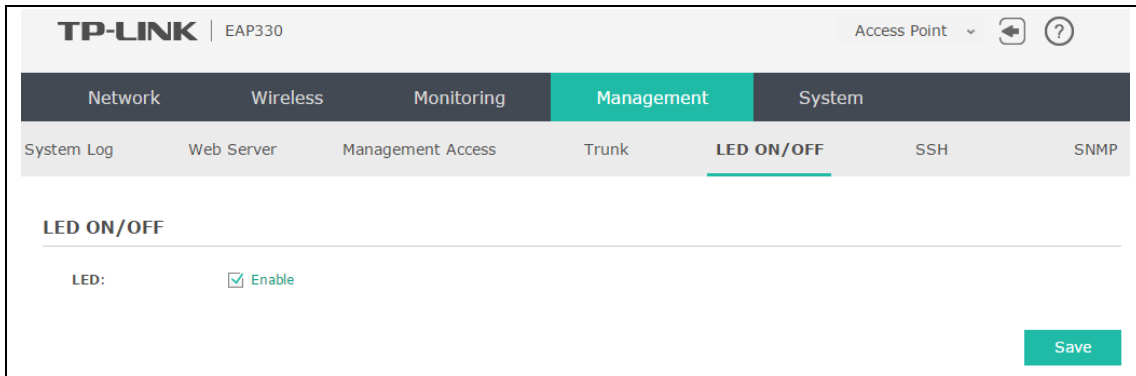 TP-LINK | EAP330 Access Point
Network Wireless Monitoring Management System
System Log Web Server Management Access Trunk LED ON/OFF SSH SNMP
LED ON/OFF
LED: Enable
Save